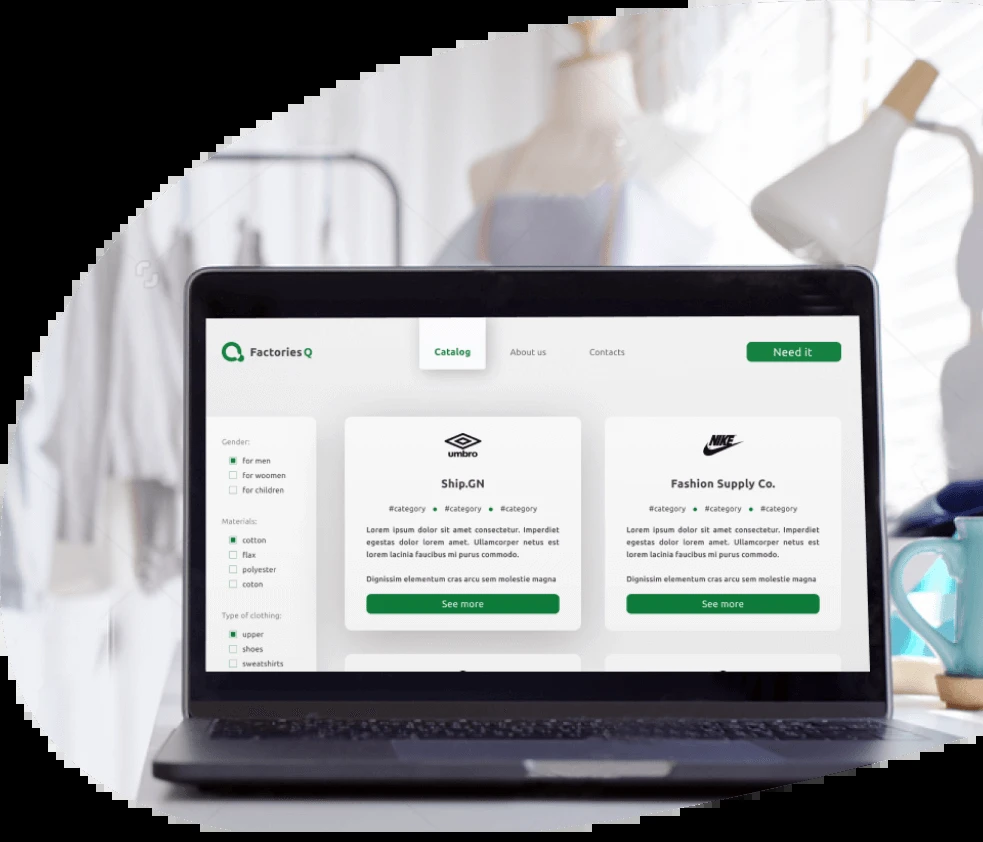 Factories Q
Catalog
About us
Contacts
Need it
Gender:
for men
for woomen
for children
Materials:
cotton
flax
polyester
coton
Type of clothing:
upper
shoes
sweatshirts
umbro
Ship.GN
#category • #category • #category
Lorem ipsum dolor sit amet consectetur. Imperdiet
egestas dolor lorem amet. Ullamcorper netus est
lorem lacinia faucibus mi purus commodo.
Dignissim elementum cras arcu sem molestie magna
See more
NIKE
Fashion Supply Co.
#category • #category • #category
Lorem ipsum dolor sit amet consectetur. Imperdiet
egestas dolor lorem amet. Ullamcorper netus est
lorem lacinia faucibus mi purus commodo.
Dignissim elementum cras arcu sem molestie magna
See more